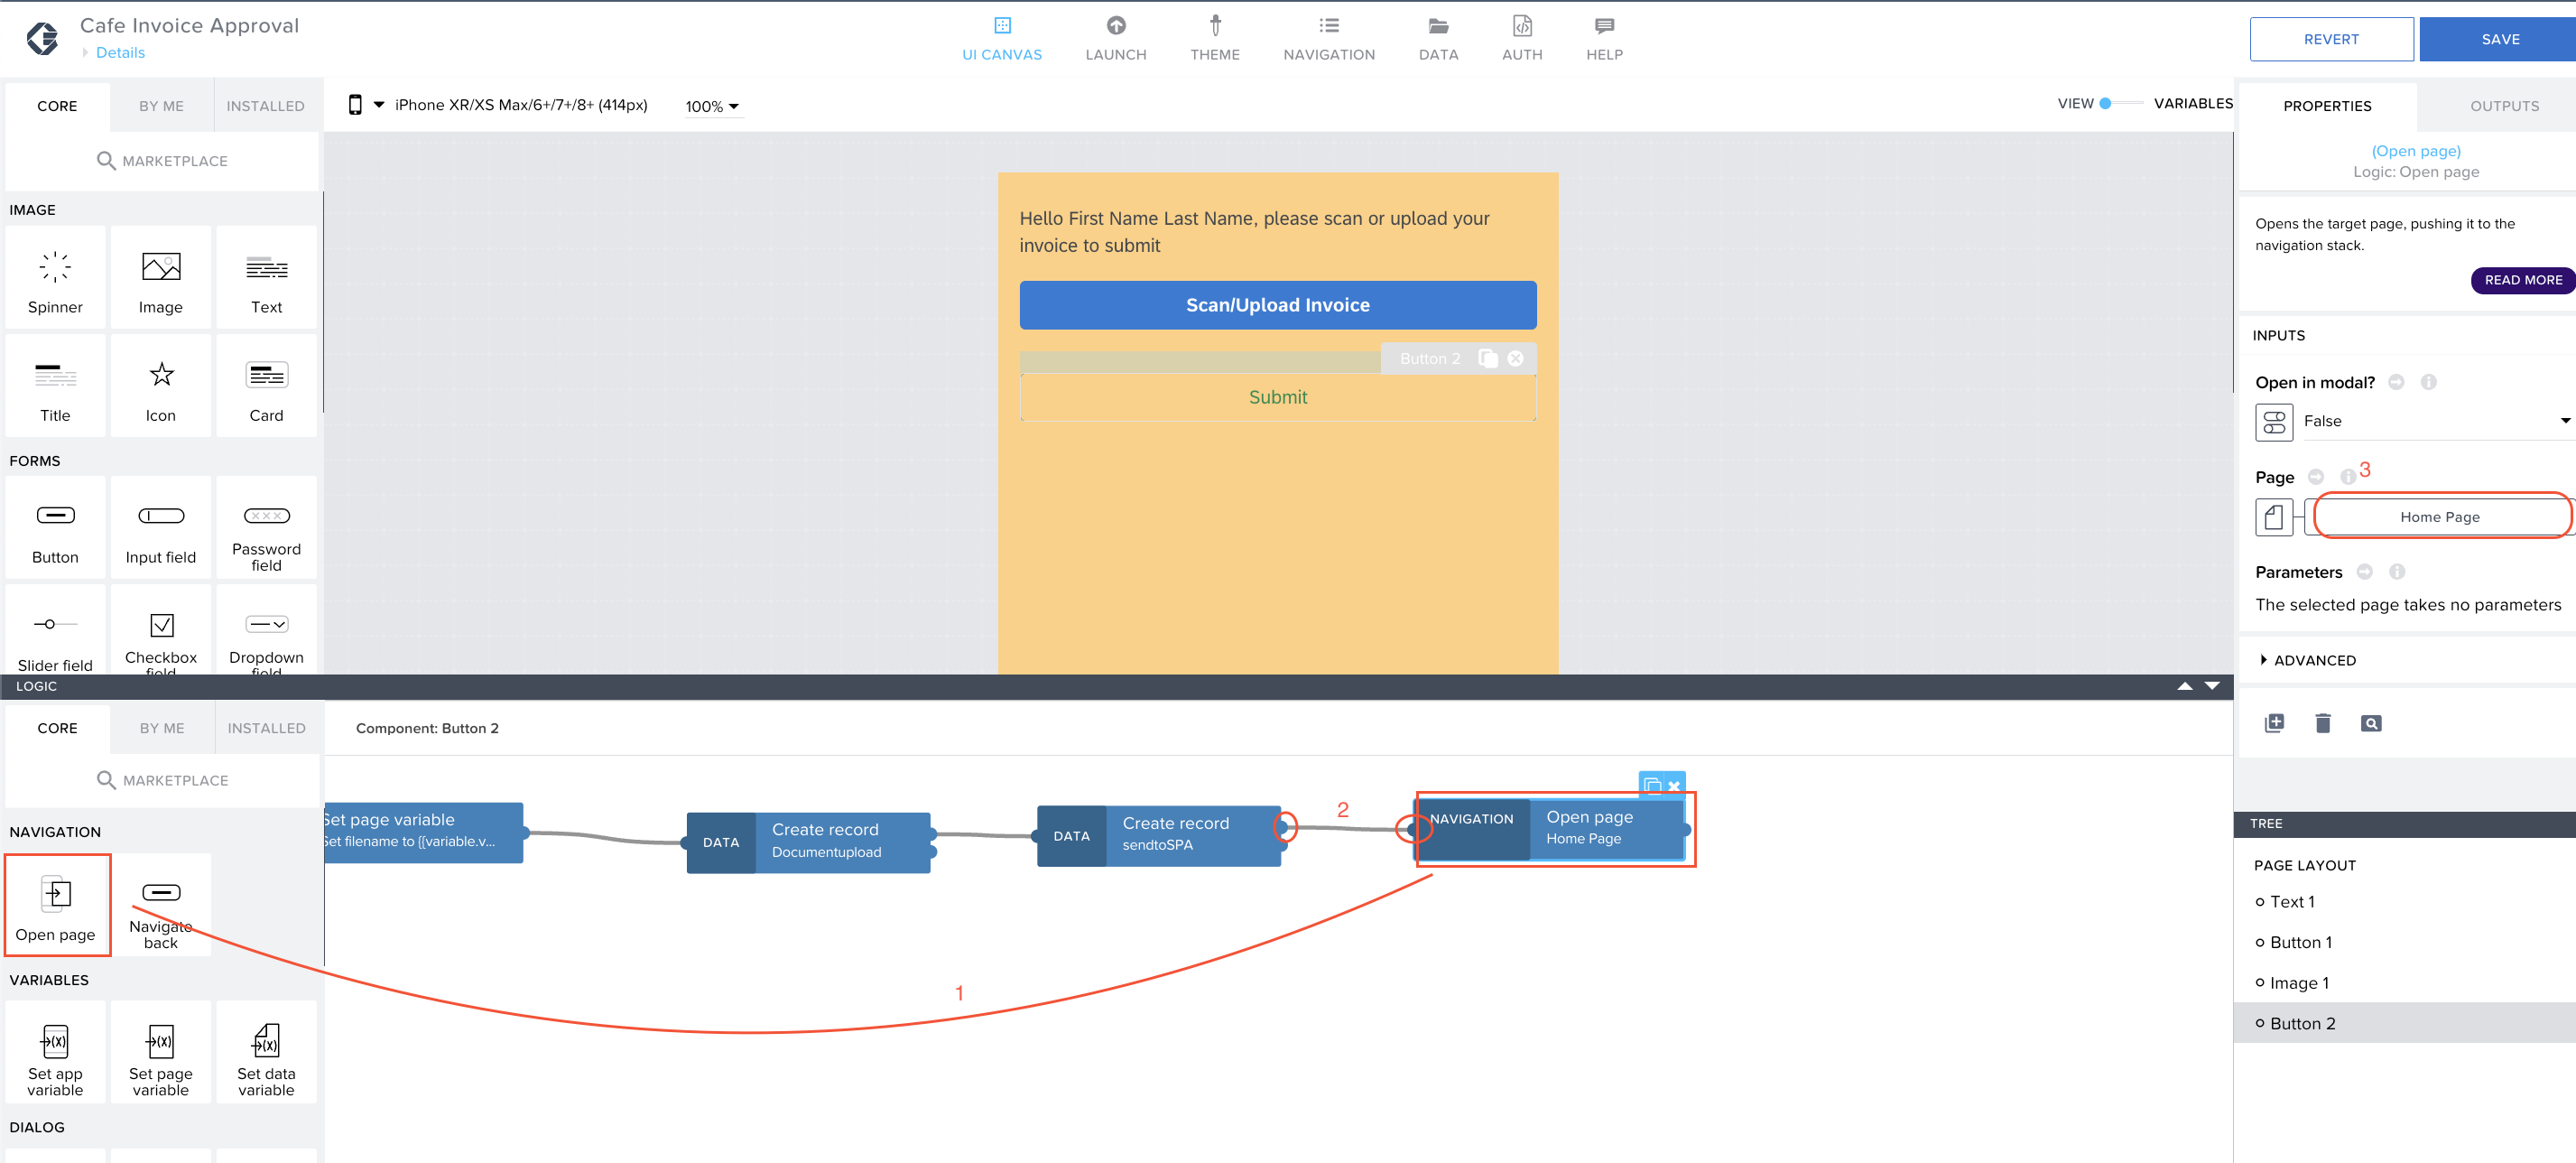 Cafe Invoice Approval
Details
UI CANVAS
LAUNCH
THEME
NAVIGATION
DATA
AUTH
HELP
REVERT
SAVE
CORE
BY ME
INSTALLED
MARKETPLACE
iPhone XR/XS Max/6+/7+/8+ (414px)
100%
VIEW
VARIABLES
PROPERTIES
OUTPUTS
(Open page)
Logic: Open page
Opens the target page, pushing it to the
navigation stack.
READ MORE
INPUTS
Open in modal?
False
Page
3
Home Page
Parameters
The selected page takes no parameters
ADVANCED
IMAGE
Spinner
Image
Text
Title
Icon
Card
FORMS
Button
Input field
Password
field
Slider field
Checkbox
field
Dropdown
field
Hello First Name Last Name, please scan or upload your
invoice to submit
Scan/Upload Invoice
Button 2
Submit
LOGIC
CORE
BY ME
INSTALLED
MARKETPLACE
Component: Button 2
NAVIGATION
Open page
Navigate
back
VARIABLES
Set app
variable
Set page
variable
Set data
variable
DIALOG
Set page variable
Set filename to {{variable.v...
DATA
Create record
Documentupload
DATA
Create record
sendtoSPA
2
NAVIGATION
Open page
Home Page
1
TREE
PAGE LAYOUT
Text 1
Button 1
Image 1
Button 2